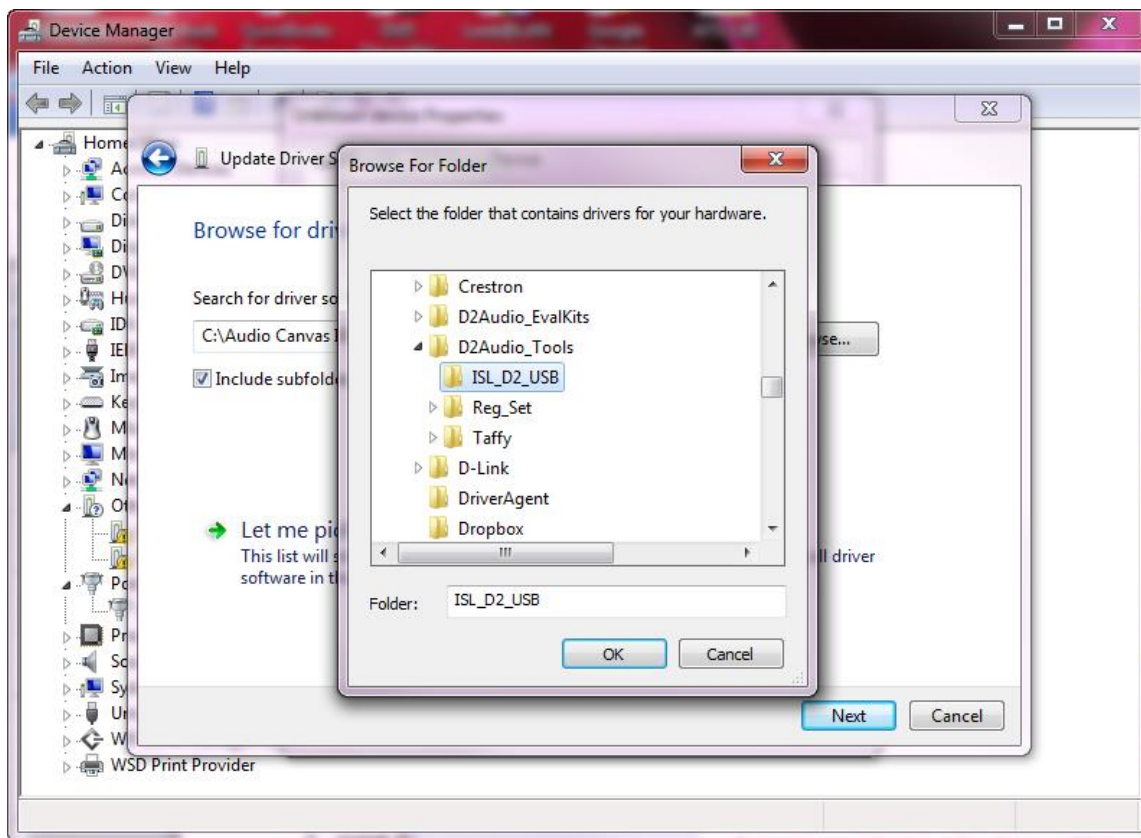 Device Manager
File Action View Help
Update Driver S
Browse For Folder
Home
Select the folder that contains drivers for your hardware.
Browse for dri
Search for driver so
C:\Audio Canvas
Include subfolde
Crestron
D2Audio_EvalKits
D2Audio_Tools
ISL_D2_USB
Reg_Set
Taffy
D-Link
DriverAgent
Dropbox
Let me pic
This list will
software in t
ll driver
Folder: ISL_D2_USB
OK Cancel
Next Cancel
WSD Print Provider